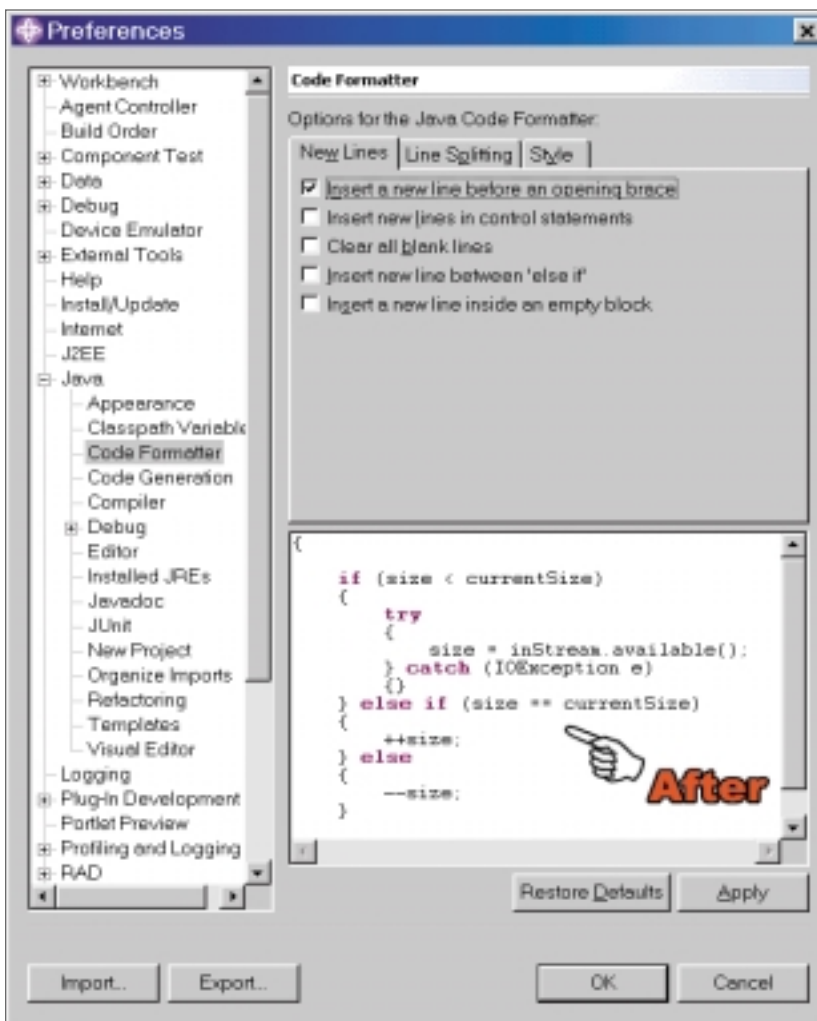 Preferences
Workbench
Agent Controller
Build Order
Component Test
Data
Debug
Device Emulator
External Tools
Help
Install/Update
Internet
J2EE
Java
Appearance
Classpath Variable
Code Formatter
Code Generation
Compiler
Debug
Editor
Installed JREs
Javadoc
JUnit
New Project
Organize Imports
Refactoring
Templates
Visual Editor
Logging
Plug-In Development
Portlet Preview
Profiling and Logging
RAD
Code Formatter
Options for the Java Code Formatter:
New Lines Line Splitting Style
Insert a new line before an opening brace
Insert new lines in control statements
Clear all blank lines
Insert new line between 'else if'
Insert a new line inside an empty block
{
if (size < currentSize)
{
try
{
size = inStream.available();
} catch (IOException e)
{}
} else if (size == currentSize)
{
++size;
} else
{
--size;
}
After
Restore Defaults Apply
Import... Export... OK Cancel